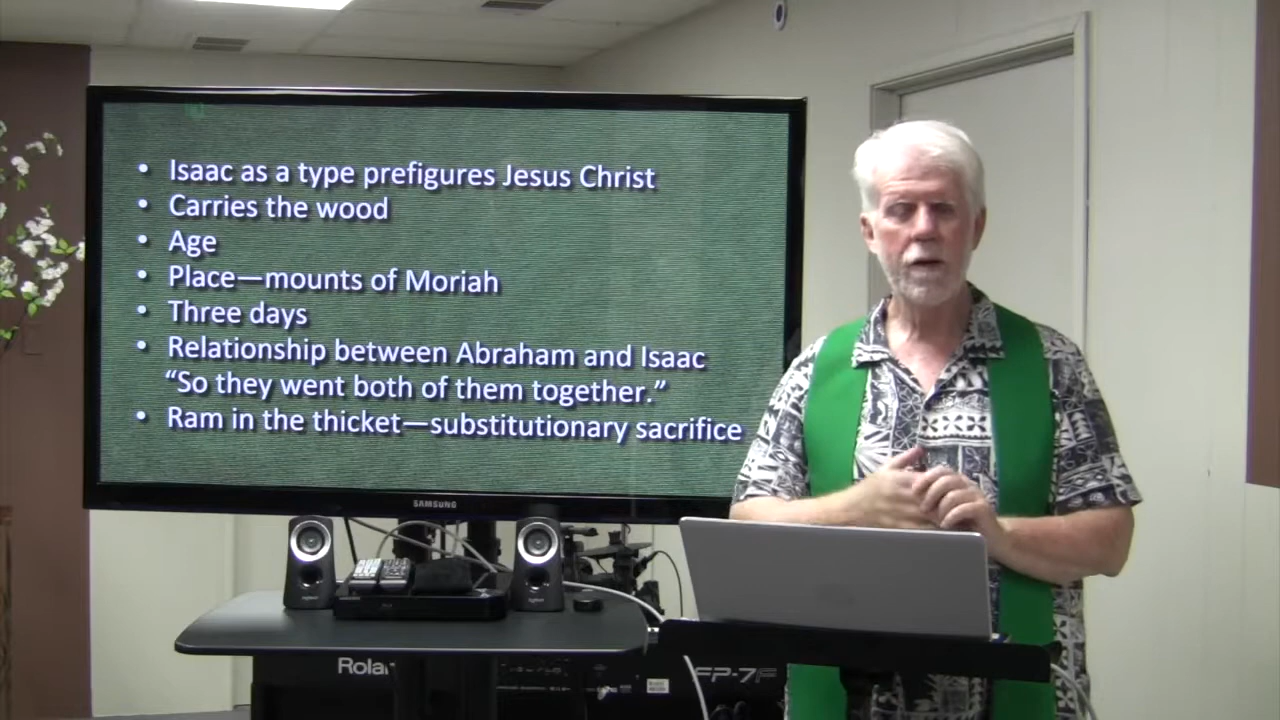 • Isaac as a type prefigures Jesus Christ
• Carries the wood
• Age
• Place—mounts of Moriah
• Three days
• Relationship between Abraham and Isaac
“So they went both of them together.”
• Ram in the thicket—substitutionary sacrifice
SAMSUNG
Rolan
FP-7F